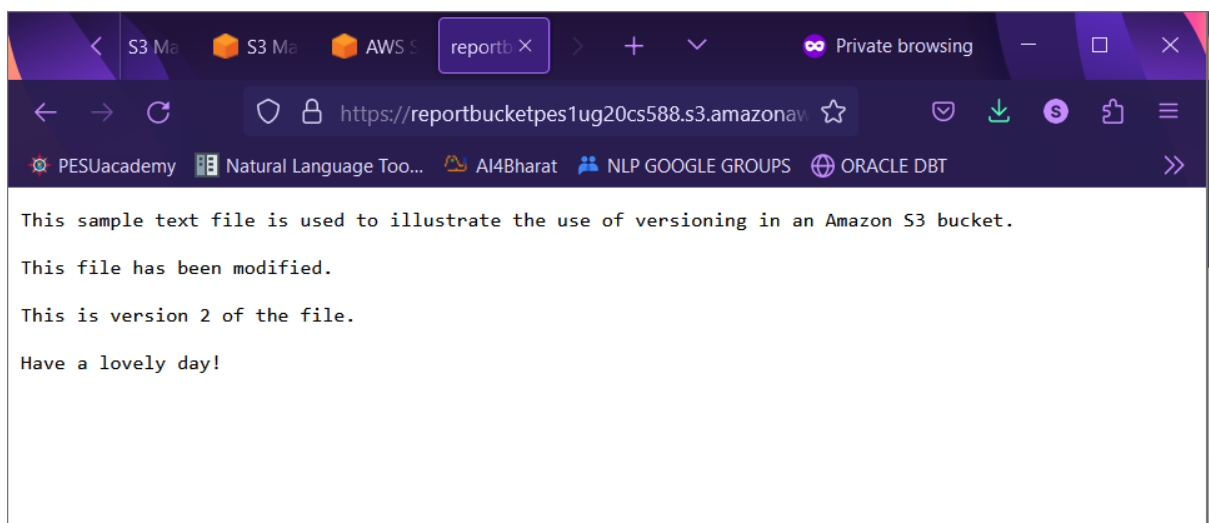 S3 Ma
S3 Ma
AWS S
reportb
Private browsing
https://reportbucketpes1ug20cs588.s3.amazonaw
S
PESUacademy
Natural Language Too...
AI4Bharat
NLP GOOGLE GROUPS
ORACLE DBT
This sample text file is used to illustrate the use of versioning in an Amazon S3 bucket.
This file has been modified.
This is version 2 of the file.
Have a lovely day!